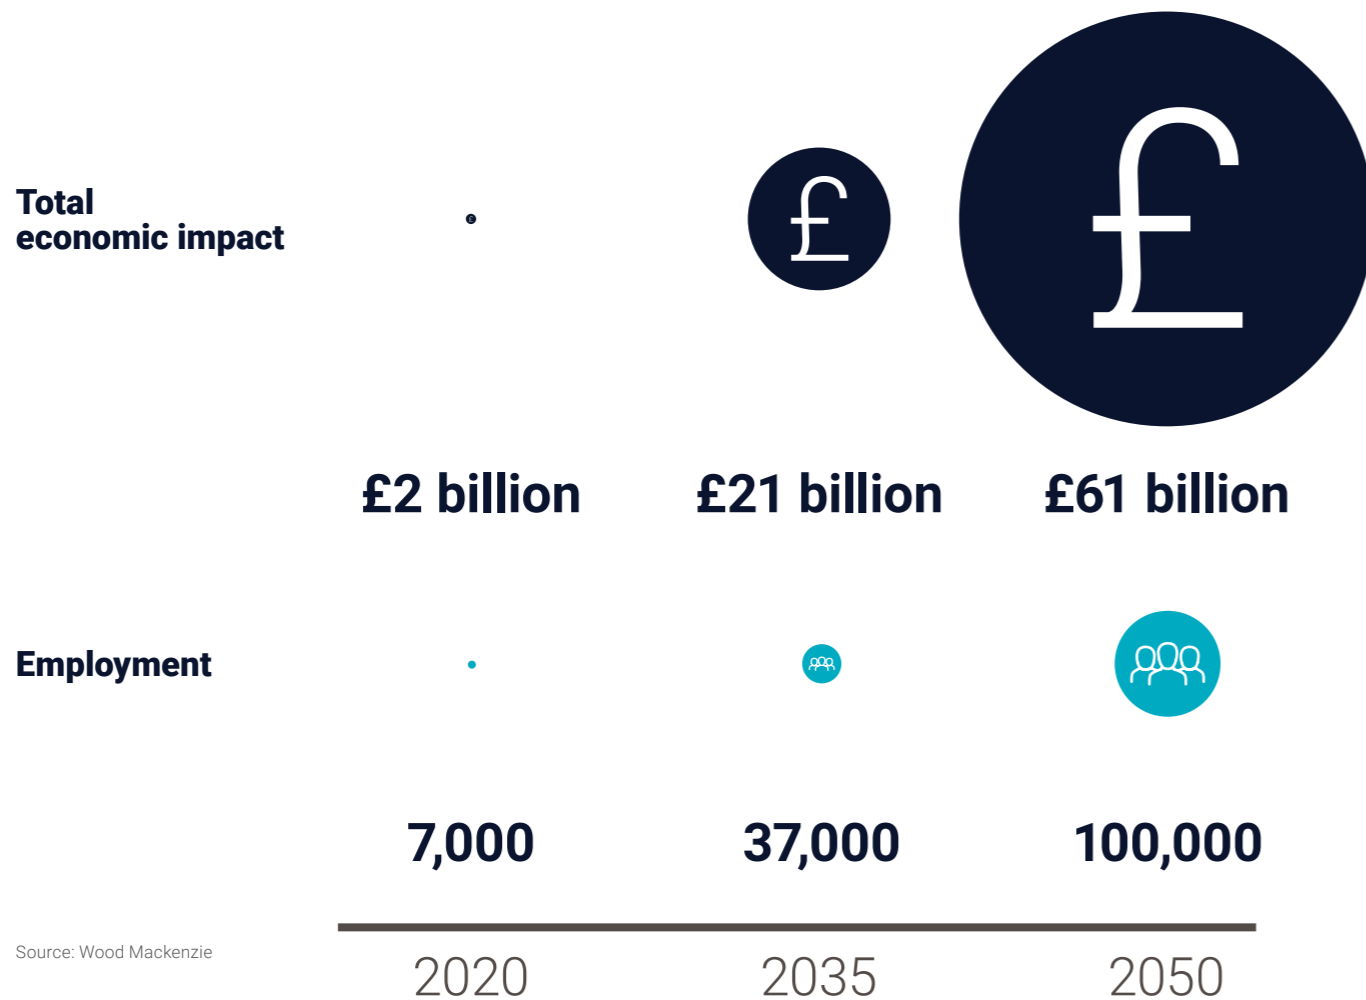 Total
economic impact
£
£
£
£2 billion
£21 billion
£61 billion
Employment
7,000
37,000
100,000
Source: Wood Mackenzie
2020
2035
2050